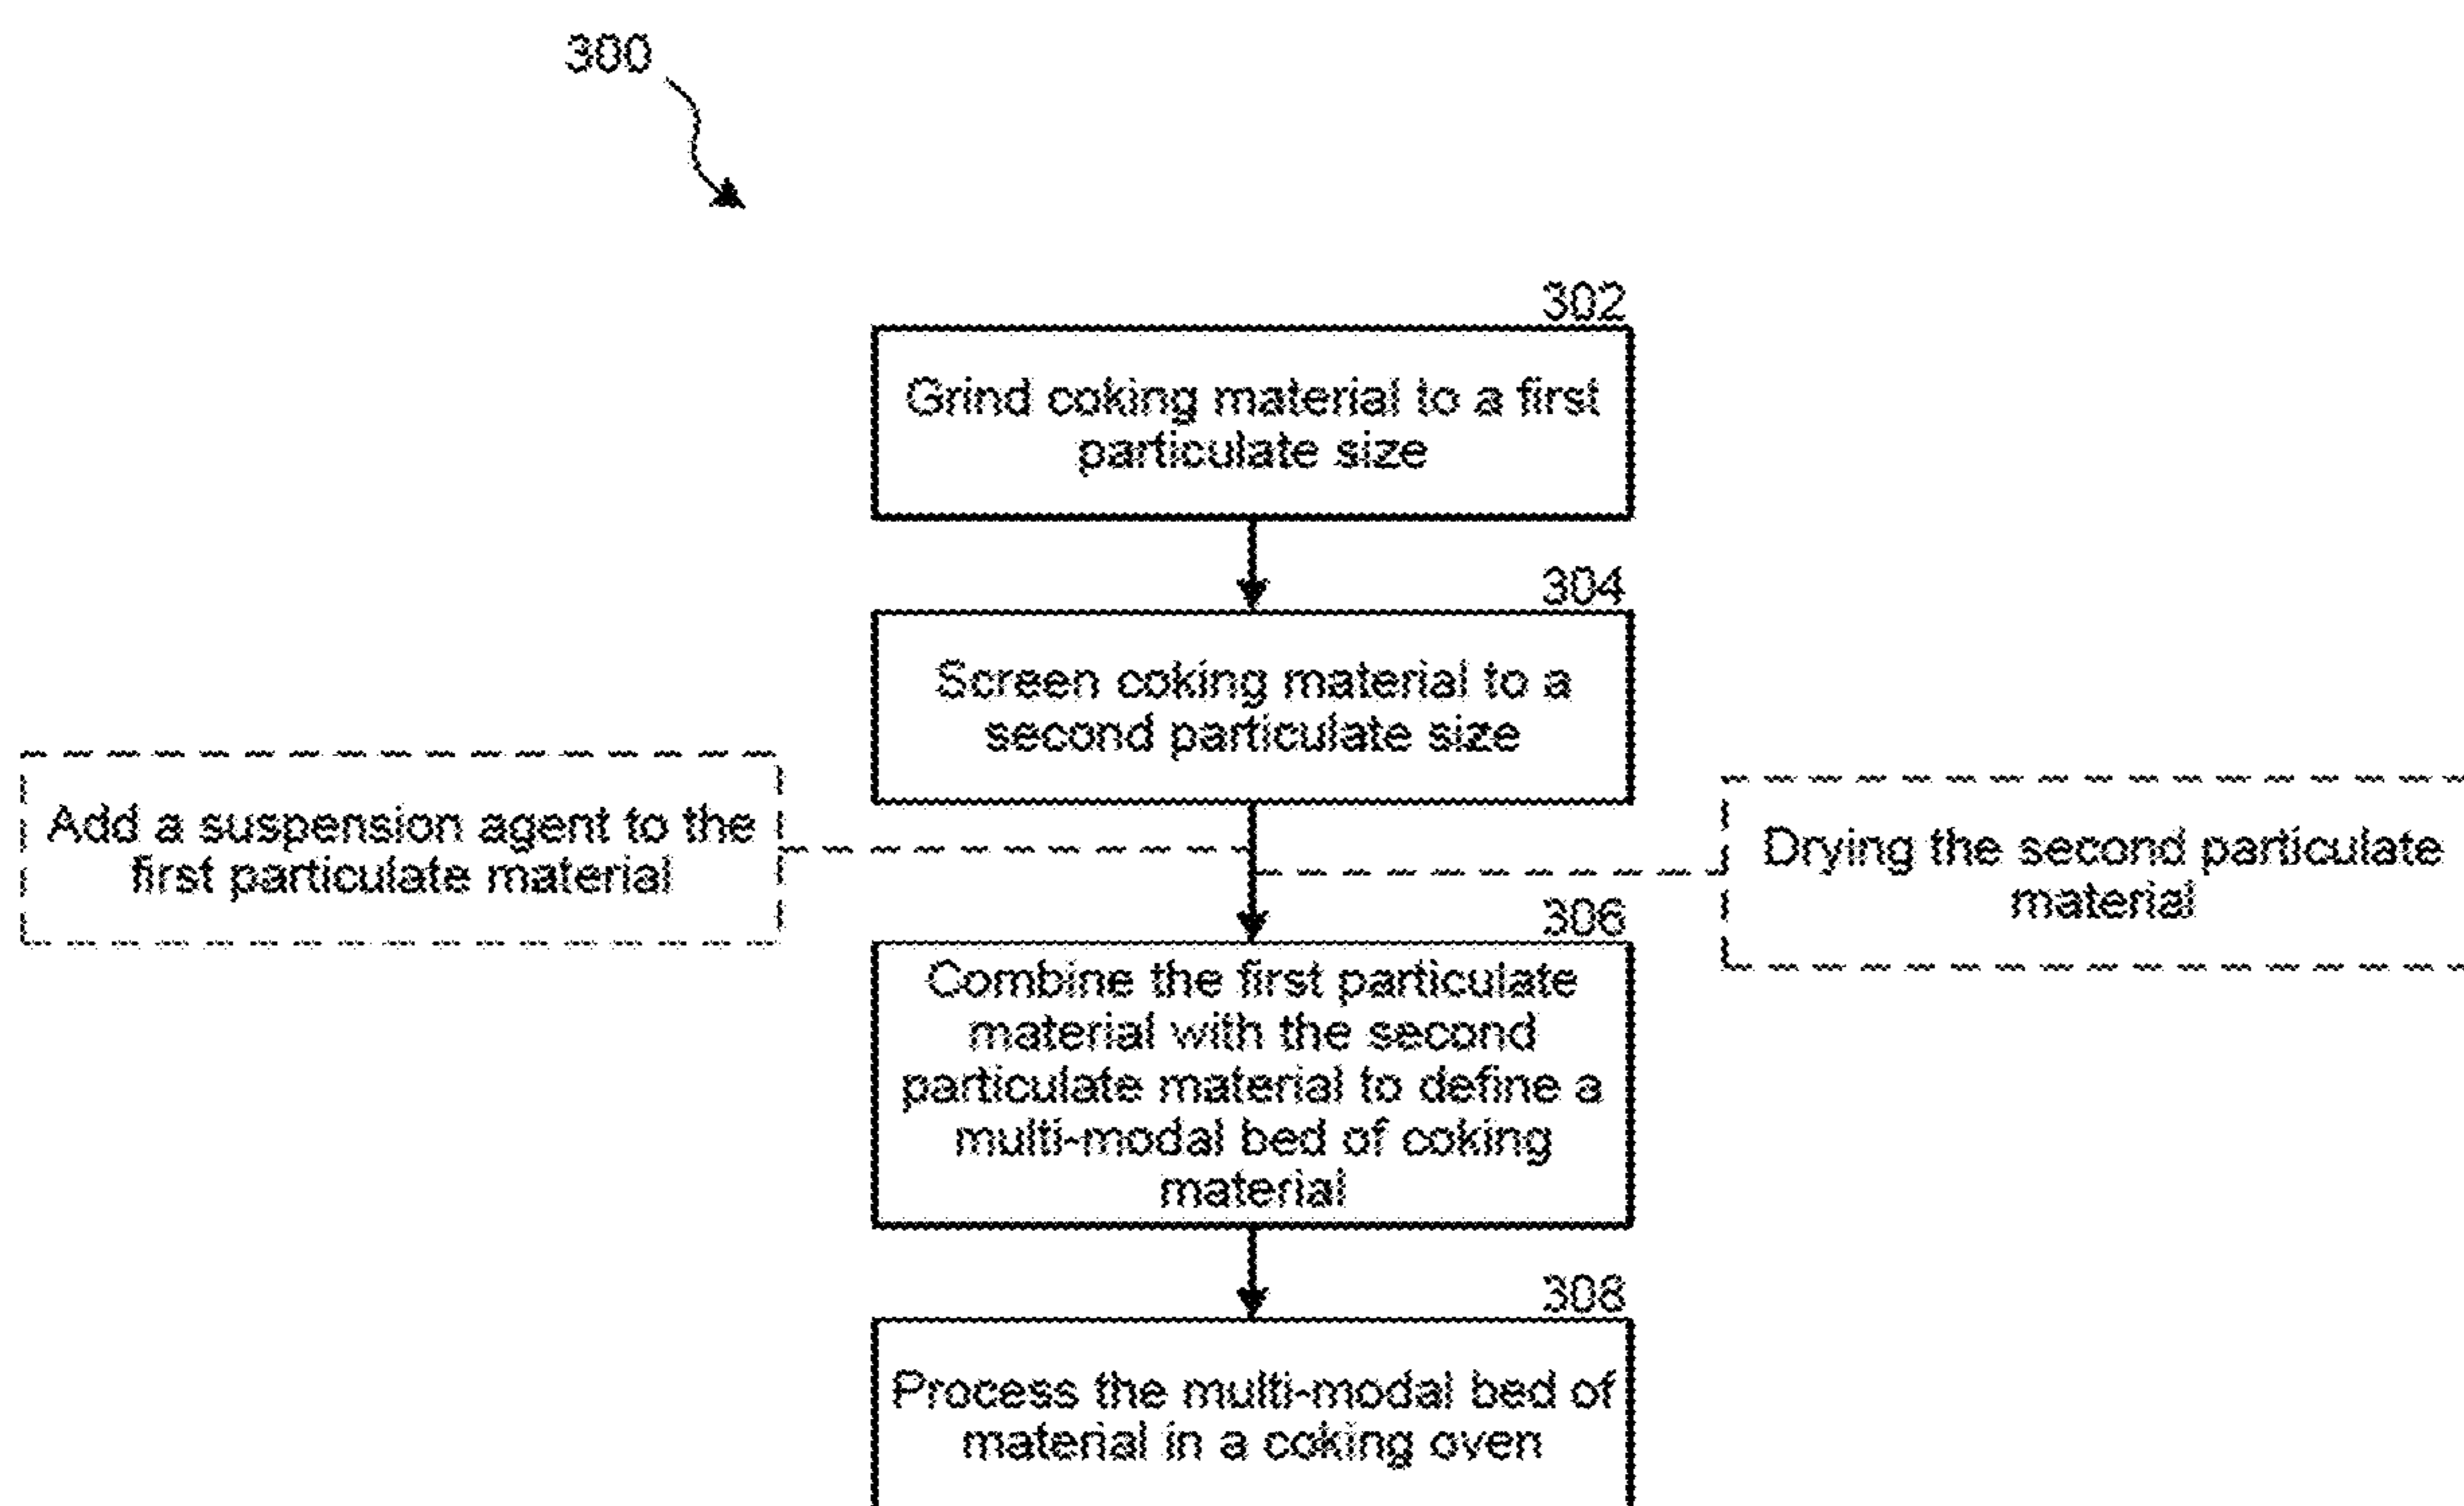 300
302
Grind coking material to a first
particulate size
304
Screen coking material to a
second particulate size
Add a suspension agent to the
first particulate material
Drying the second particulate
material
306
Combine the first particulate
material with the second
particulate material to define a
multi-modal bed of coking
material
308
Process the multi-modal bed of
material in a coking oven